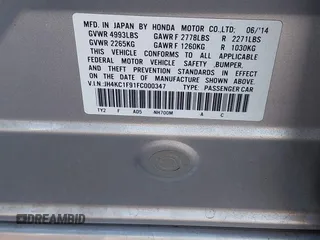 MFD. IN JAPAN BY HONDA MOTOR CO.,LTD. 06/'14
GVWR 4993LBS GAWR F 2778LBS R 2271LBS
GVWR 2265KG GAWR F 1260KG R 1030KG
THIS VEHICLE CONFORMS TO ALL APPLICABLE
FEDERAL MOTOR VEHICLE SAFETY ,BUMPER,
AND THEFT PREVENTION STANDARDS IN EFFECT ON
THE DATE OF MANUFACTURE SHOWN ABOVE.
V.I.N:JH4KC1F91FC000347 TYPE: PASSENGER CAR
TY2 F A05 NH700M A C
DREAMBID